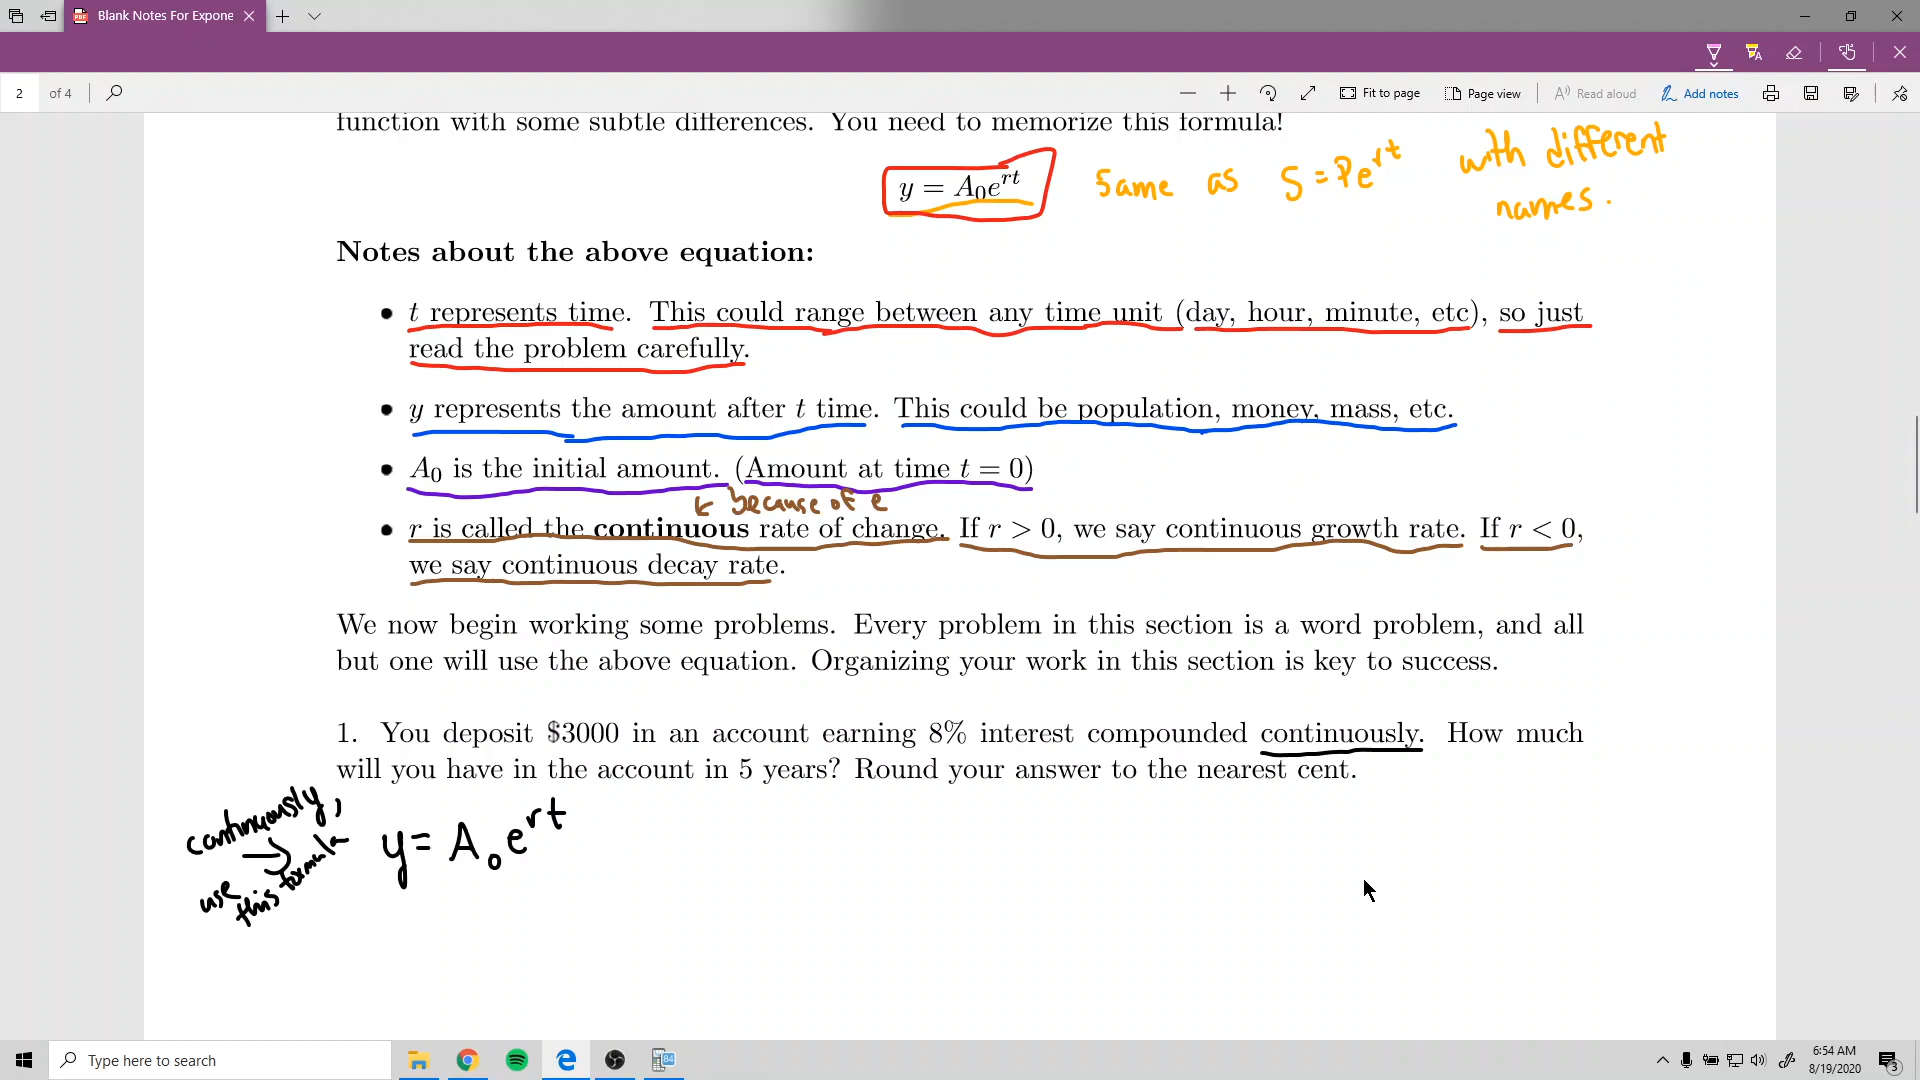 Blank Notes For Expone
2 of 4 Fit to page Page view Read aloud Add notes
function with some subtle differences. You need to memorize this formula!
y = A₀e^{rt} Same as S = Pe^{rt} with different
names.
Notes about the above equation:
• t represents time. This could range between any time unit (day, hour, minute, etc), so just
read the problem carefully.
• y represents the amount after t time. This could be population, money, mass, etc.
• A₀ is the initial amount. (Amount at time t = 0)
because of e
• r is called the continuous rate of change. If r > 0, we say continuous growth rate. If r < 0,
we say continuous decay rate.
We now begin working some problems. Every problem in this section is a word problem, and all
but one will use the above equation. Organizing your work in this section is key to success.
1. You deposit $3000 in an account earning 8% interest compounded continuously. How much
will you have in the account in 5 years? Round your answer to the nearest cent.
continuously,
use this formula
y = A₀e^{rt}
Type here to search
84
6:54 AM
8/19/2020
3